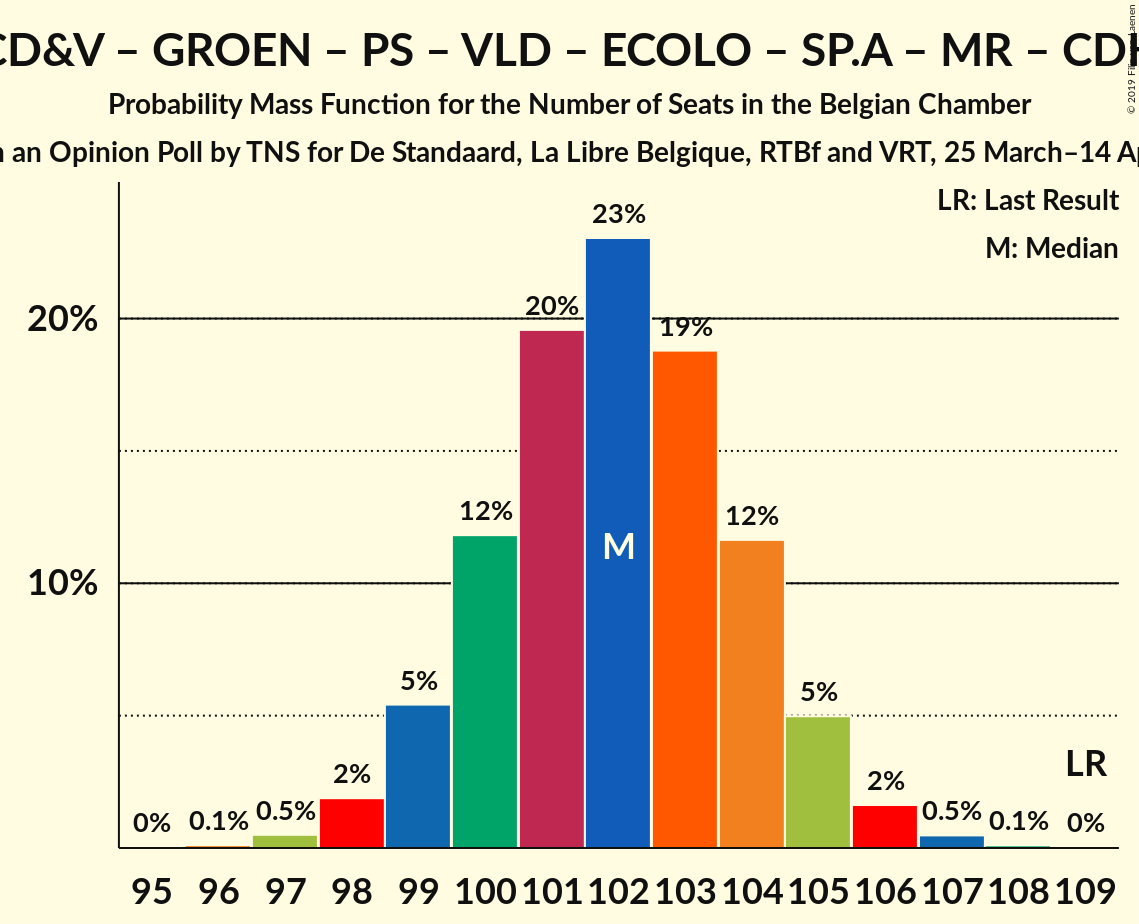 CD&V – GROEN – PS – VLD – ECOLO – SP.A – MR – CDH
Probability Mass Function for the Number of Seats in the Belgian Chamber
an Opinion Poll by TNS for De Standaard, La Libre Belgique, RTBf and VRT, 25 March–14
© 2019
LR: Last Result
M: Median
23%
20%
20%
19%
12%
12%
M
10%
5%
5%
LR
2%
2%
0%
0.1%
0.5%
0.5%
0.1%
0%
95 96 97 98 99 100 101 102 103 104 105 106 107 108 109